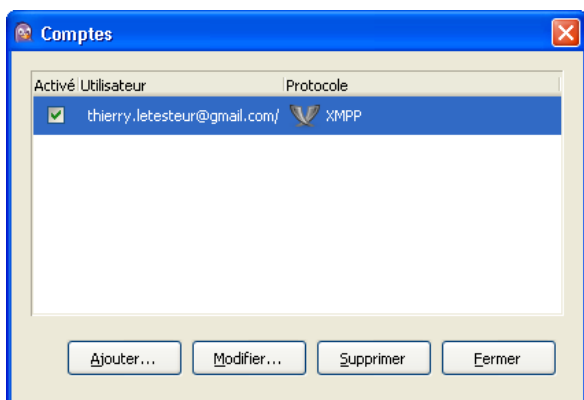 Comptes
Activé Utilisateur Protocole
thierry.letesteur@gmail.com/ XMPP
Ajouter... Modifier... Supprimer Fermer